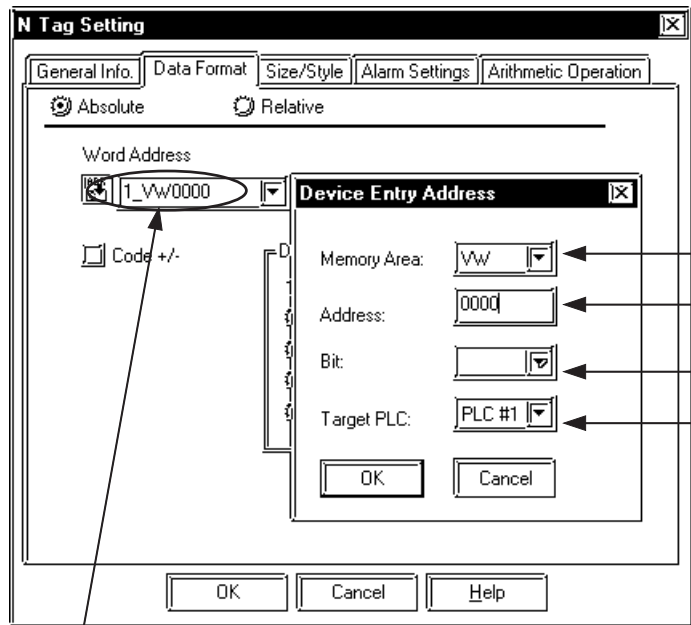 N Tag Setting
General Info. Data Format Size/Style Alarm Settings Arithmetic Operation
Absolute Relative
Word Address
1_VW0000
Code +/-
D
1
Device Entry Address
Memory Area: VW
Address: 0000
Bit:
Target PLC: PLC #1
OK Cancel
OK Cancel Help